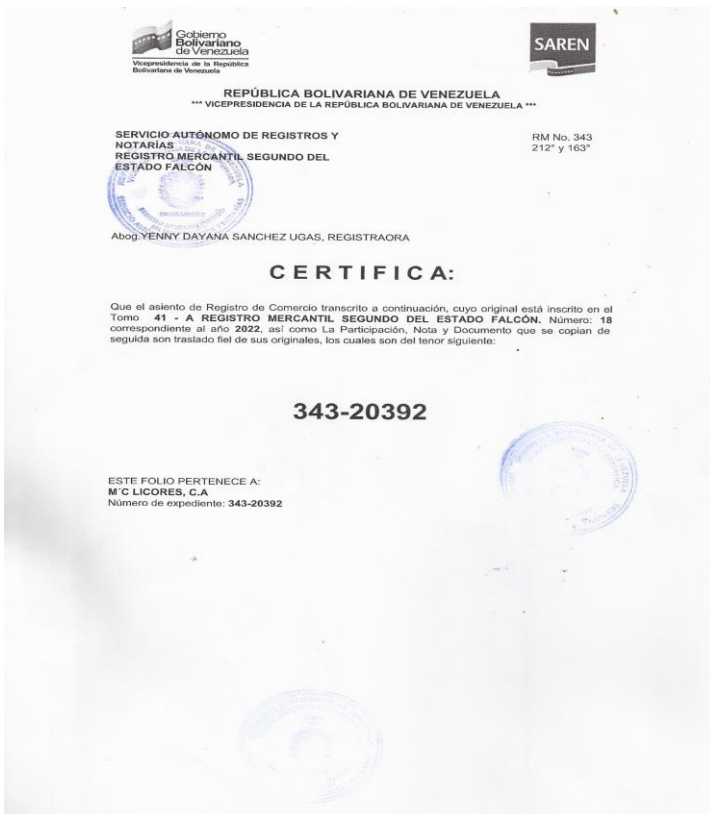 Gobierno
Bolivariano
de Venezuela
Vicepresidencia de la República
Bolivariana de Venezuela
SAREN
REPÚBLICA BOLIVARIANA DE VENEZUELA
*** VICEPRESIDENCIA DE LA REPÚBLICA BOLIVARIANA DE VENEZUELA ***
SERVICIO AUTÓNOMO DE REGISTROS Y
NOTARÍAS
REGISTRO MERCANTIL SEGUNDO DEL
ESTADO FALCÓN
RM No. 343
212° y 163°
Abog.YENNY DAYANA SANCHEZ UGAS, REGISTRAORA
CERTIFICA:
Que el asiento de Registro de Comercio transcrito a continuación, cuyo original está inscrito en el
Tomo 41 - A REGISTRO MERCANTIL SEGUNDO DEL ESTADO FALCÓN. Número: 18
correspondiente al año 2022, así como La Participación, Nota y Documento que se copian de
seguida son traslado fiel de sus originales, los cuales son del tenor siguiente:
343-20392
ESTE FOLIO PERTENECE A:
M´C LICORES, C.A
Número de expediente: 343-20392